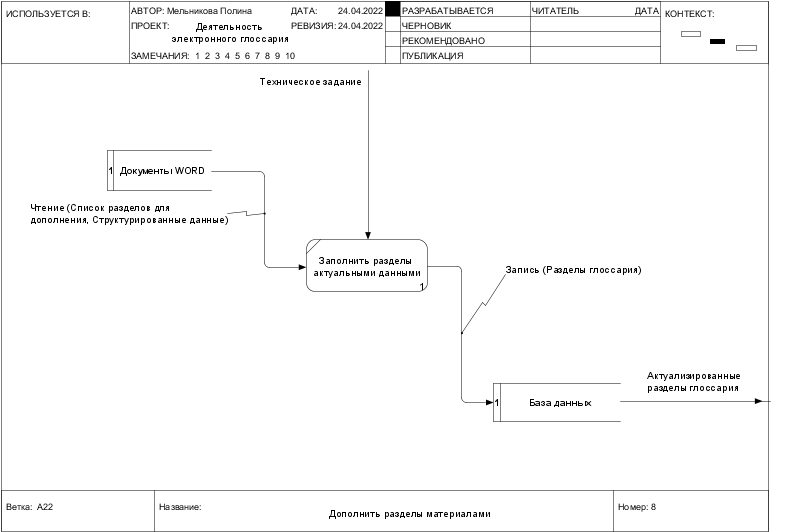 ИСПОЛЬЗУЕТСЯ В:
АВТОР: Мельникова Полина
ДАТА: 24.04.2022
РАЗРАБАТЫВАЕТСЯ
ЧИТАТЕЛЬ
ДАТА
КОНТЕКСТ:
ПРОЕКТ: Деятельность
электронного глоссария
РЕВИЗИЯ: 24.04.2022
ЧЕРНОВИК
РЕКОМЕНДОВАНО
ЗАМЕЧАНИЯ: 1 2 3 4 5 6 7 8 9 10
ПУБЛИКАЦИЯ
Техническое задание
1 Документы WORD
Чтение (Список разделов для
дополнения, Структурированные данные)
Заполнить разделы
актуальными данными
1
Запись (Разделы глоссария)
Актуализированные
разделы глоссария
1 База данных
Ветка: A22
Название:
Дополнить разделы материалами
Номер: 8